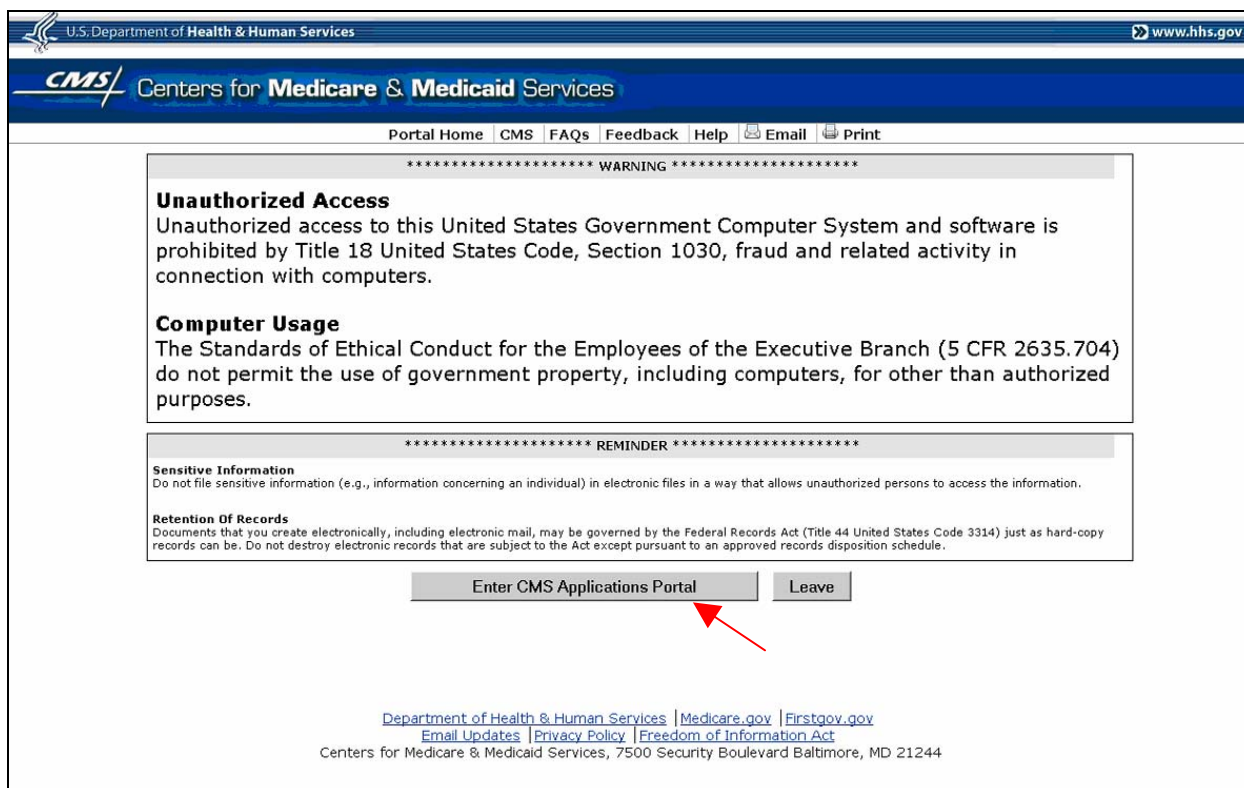 U.S. Department of Health & Human Services
www.hhs.gov
CMS/ Centers for Medicare & Medicaid Services
Portal Home | CMS | FAQs | Feedback | Help | Email | Print
********************* WARNING *********************
Unauthorized Access
Unauthorized access to this United States Government Computer System and software is
prohibited by Title 18 United States Code, Section 1030, fraud and related activity in
connection with computers.
Computer Usage
The Standards of Ethical Conduct for the Employees of the Executive Branch (5 CFR 2635.704)
do not permit the use of government property, including computers, for other than authorized
purposes.
********************* REMINDER *********************
Sensitive Information
Do not file sensitive information (e.g., information concerning an individual) in electronic files in a way that allows unauthorized persons to access the information.
Retention Of Records
Documents that you create electronically, including electronic mail, may be governed by the Federal Records Act (Title 44 United States Code 3314) just as hard-copy
records can be. Do not destroy electronic records that are subject to the Act except pursuant to an approved records disposition schedule.
Enter CMS Applications Portal
Leave
Department of Health & Human Services | Medicare.gov | Firstgov.gov
Email Updates | Privacy Policy | Freedom of Information Act
Centers for Medicare & Medicaid Services, 7500 Security Boulevard Baltimore, MD 21244